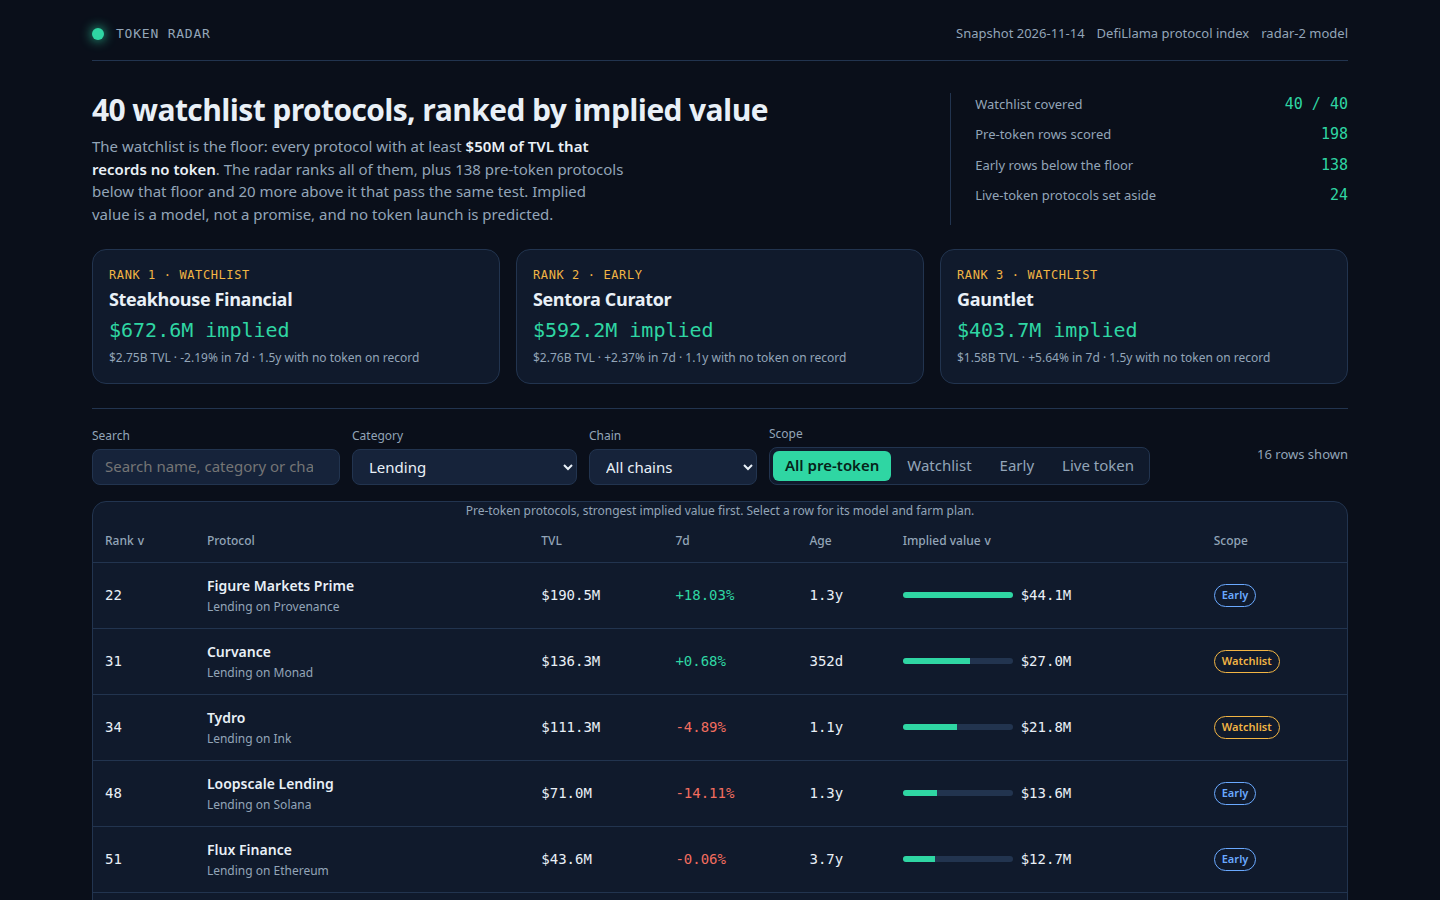 TOKEN RADAR
Snapshot 2026-11-14 DefiLlama protocol index radar-2 model
40 watchlist protocols, ranked by implied value
The watchlist is the floor: every protocol with at least $50M of TVL that
records no token. The radar ranks all of them, plus 138 pre-token protocols
below that floor and 20 more above it that pass the same test. Implied
value is a model, not a promise, and no token launch is predicted.
Watchlist covered 40 / 40
Pre-token rows scored 198
Early rows below the floor 138
Live-token protocols set aside 24
RANK 1 · WATCHLIST
Steakhouse Financial
$672.6M implied
$2.75B TVL · -2.19% in 7d · 1.5y with no token on record
RANK 2 · EARLY
Sentora Curator
$592.2M implied
$2.76B TVL · +2.37% in 7d · 1.1y with no token on record
RANK 3 · WATCHLIST
Gauntlet
$403.7M implied
$1.58B TVL · +5.64% in 7d · 1.5y with no token on record
Search Category Chain Scope
Search name, category or cha Lending All chains All pre-token Watchlist Early Live token 16 rows shown
Pre-token protocols, strongest implied value first. Select a row for its model and farm plan.
Rank v Protocol TVL 7d Age Implied value v Scope
22 Figure Markets Prime $190.5M +18.03% 1.3y $44.1M Early
Lending on Provenance
31 Curvance $136.3M +0.68% 352d $27.0M Watchlist
Lending on Monad
34 Tydro $111.3M -4.89% 1.1y $21.8M Watchlist
Lending on Ink
48 Loopscale Lending $71.0M -14.11% 1.3y $13.6M Early
Lending on Solana
51 Flux Finance $43.6M -0.06% 3.7y $12.7M Early
Lending on Ethereum